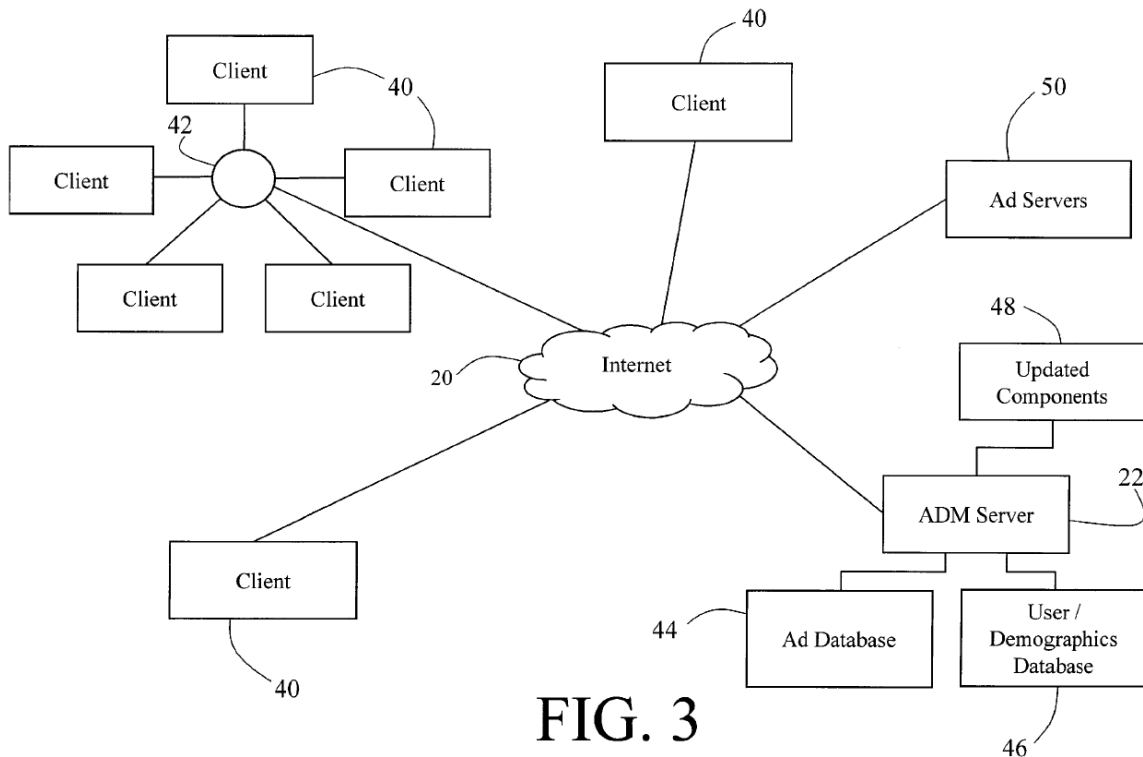 40
Client
Client
40
42
Client
50
Client
Client
Ad Servers
Client
Client
48
20
Internet
Updated
Components
22
ADM Server
Client
44
Ad Database
User /
Demographics
Database
40
FIG. 3
46